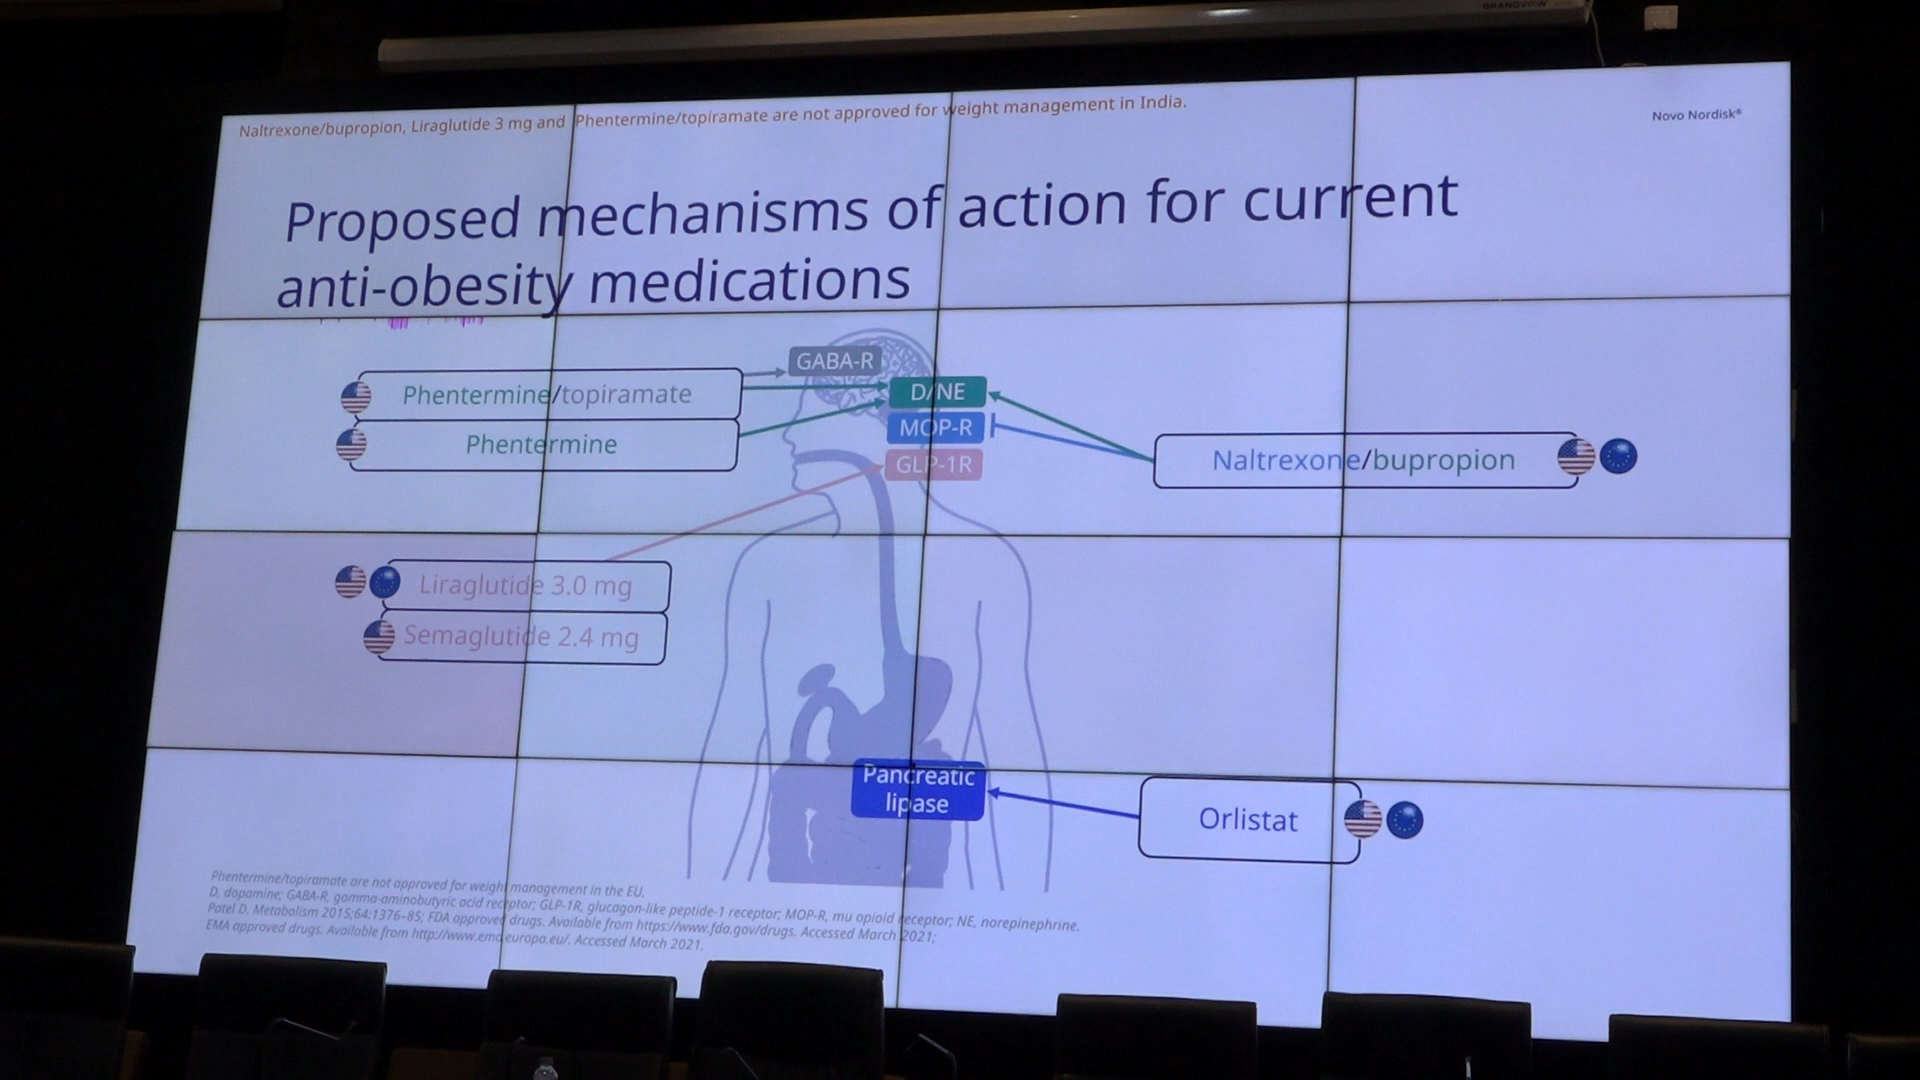 GRANDVIEW
Naltrexone/bupropion, Liraglutide 3 mg and Phentermine/topiramate are not approved for weight management in India.
Novo Nordisk®
Proposed mechanisms of action for current
anti-obesity medications
GABA-R
Phentermine/topiramate
D/NE
Phentermine
MOP-R
GLP-1R
Naltrexone/bupropion
Liraglutide 3.0 mg
Semaglutide 2.4 mg
Pancreatic
lipase
Orlistat
Phentermine/topiramate are not approved for weight management in the EU.
D, dopamine; GABA-R, gamma-aminobutyric acid receptor; GLP-1R, glucagon-like peptide-1 receptor; MOP-R, mu opioid receptor; NE, norepinephrine.
Patel D. Metabolism 2015;64:1376–85; FDA approved drugs. Available from https://www.fda.gov/drugs. Accessed March 2021;
EMA approved drugs. Available from http://www.ema.europa.eu/. Accessed March 2021.